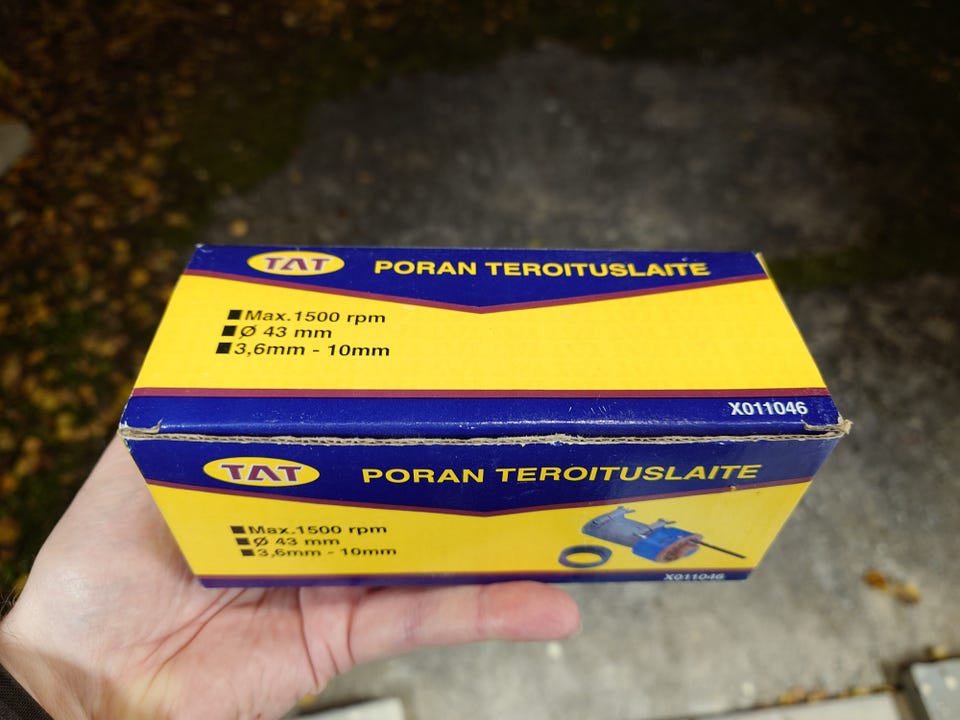 TAT
PORAN TEROITUSLAITE
■Max.1500 rpm
■Ø 43 mm
■3,6mm - 10mm
X011046
TAT
PORAN TEROITUSLAITE
■Max.1500 rpm
■Ø 43 mm
■3,6mm - 10mm
X011046